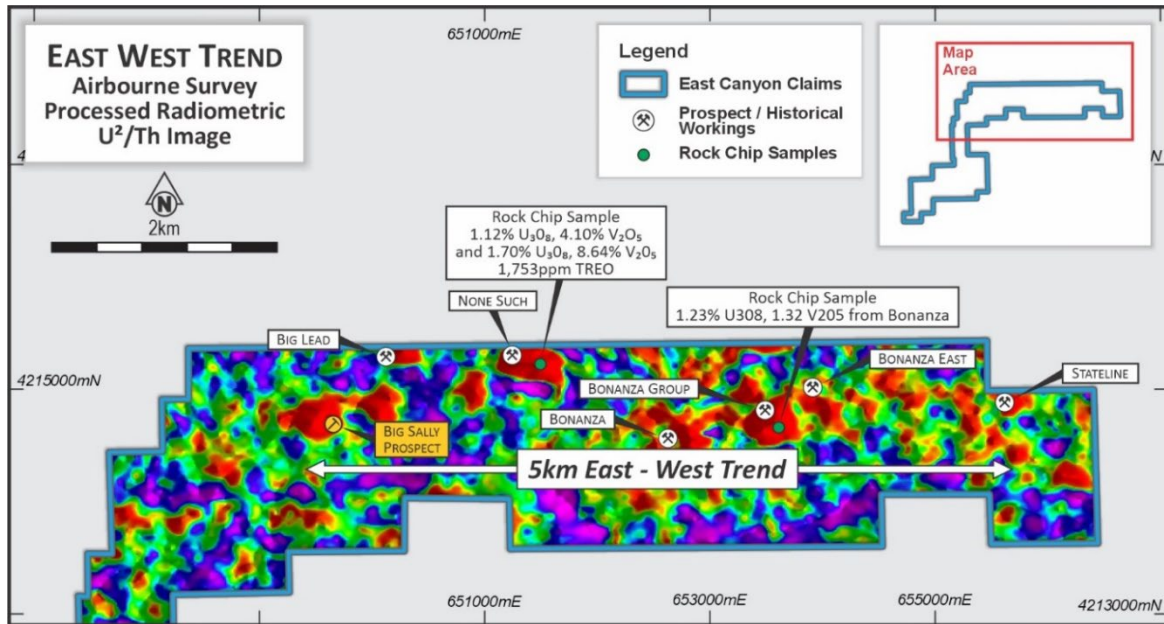 EAST WEST TREND
Airbourne Survey
Processed Radiometric
U²/Th Image
N
2km
651000mE
Legend
East Canyon Claims
Prospect / Historical
Workings
Rock Chip Samples
Map
Area
Rock Chip Sample
1.12% U₃0₈, 4.10% V₂O₅
and 1.70% U₃0₈, 8.64% V₂0₅
1,753ppm TREO
NONE SUCH
Rock Chip Sample
1.23% U308, 1.32 V205 from Bonanza
BIG LEAD
4215000mN
BONANZA EAST
BONANZA GROUP
STATELINE
BONANZA
BIG SALLY
PROSPECT
5km East - West Trend
651000mE
653000mE
655000mE
4213000mN